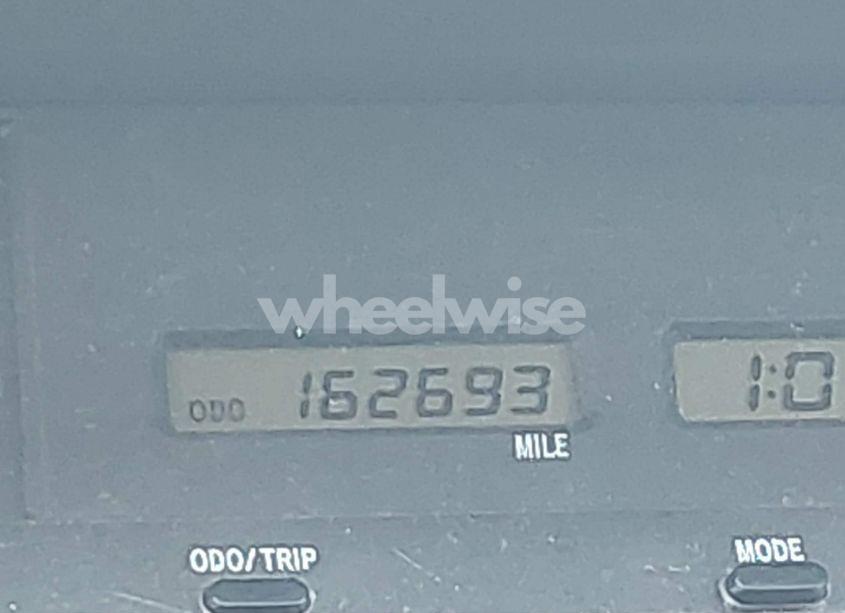 wheelwise
ODO 162693
1:0
MILE
ODO/TRIP
MODE